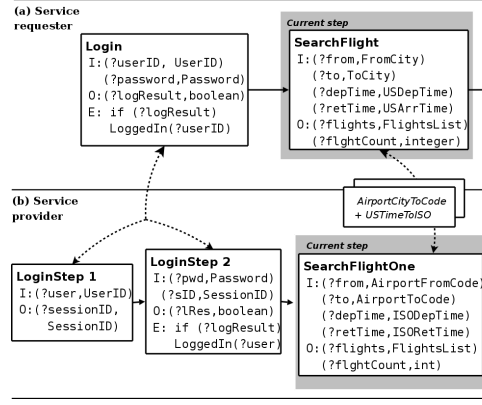 (a) Service
requester
Login
I:(?userID, UserID)
(?password,Password)
O:(?logResult,boolean)
E: if (?logResult)
LoggedIn(?userID)
Current step
SearchFlight
I:(?from,FromCity)
(?to,ToCity)
(?depTime,USDepTime)
(?retTime,USArrTime)
O:(?flights,FlightsList)
(?flghtCount,integer)
(b) Service
provider
AirportCityToCode
+ USTimeToISO
LoginStep 1
I:(?user,UserID)
O:(?sessionID,
SessionID)
LoginStep 2
I:(?pwd,Password)
(?sID,SessionID)
O:(?lRes,boolean)
E: if (?logResult)
LoggedIn(?user)
Current step
SearchFlightOne
I:(?from,AirportFromCode)
(?to,AirportToCode)
(?depTime,ISODepTime)
(?retTime,ISORetTime)
O:(?flights,FlightsList)
(?flghtCount,int)